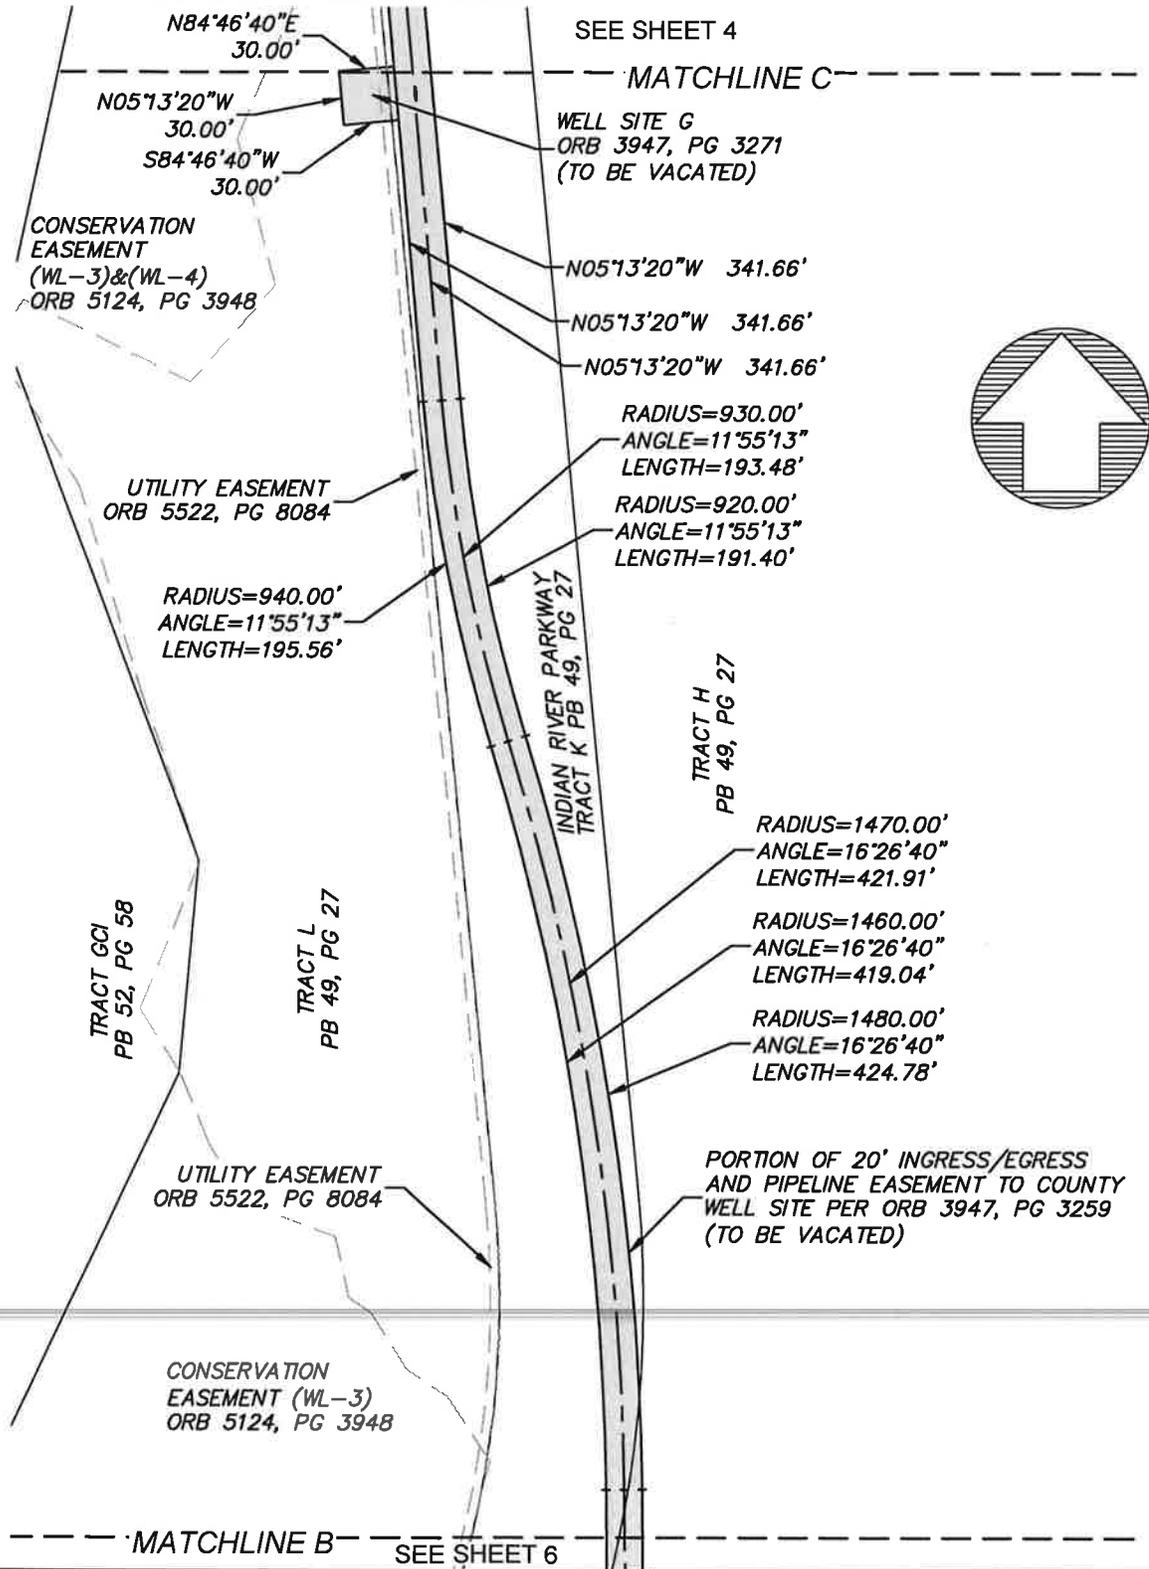 N84°46'40"E
30.00'
SEE SHEET 4
MATCHLINE C
N05°13'20"W
30.00'
WELL SITE G
ORB 3947, PG 3271
(TO BE VACATED)
S84°46'40"W
30.00'
CONSERVATION
EASEMENT
(WL-3)&(WL-4)
ORB 5124, PG 3948
N05°13'20"W 341.66'
N05°13'20"W 341.66'
N05°13'20"W 341.66'
RADIUS=930.00'
ANGLE=11°55'13"
LENGTH=193.48'
UTILITY EASEMENT
ORB 5522, PG 8084
RADIUS=920.00'
ANGLE=11°55'13"
LENGTH=191.40'
RADIUS=940.00'
ANGLE=11°55'13"
LENGTH=195.56'
INDIAN RIVER PARKWAY
TRACT K PB 49, PG 27
TRACT H
PB 49, PG 27
RADIUS=1470.00'
ANGLE=16°26'40"
LENGTH=421.91'
TRACT GCI
PB 52, PG 58
TRACT L
PB 49, PG 27
RADIUS=1460.00'
ANGLE=16°26'40"
LENGTH=419.04'
RADIUS=1480.00'
ANGLE=16°26'40"
LENGTH=424.78'
UTILITY EASEMENT
ORB 5522, PG 8084
PORTION OF 20' INGRESS/EGRESS
AND PIPELINE EASEMENT TO COUNTY
WELL SITE PER ORB 3947, PG 3259
(TO BE VACATED)
CONSERVATION
EASEMENT (WL-3)
ORB 5124, PG 3948
MATCHLINE B
SEE SHEET 6